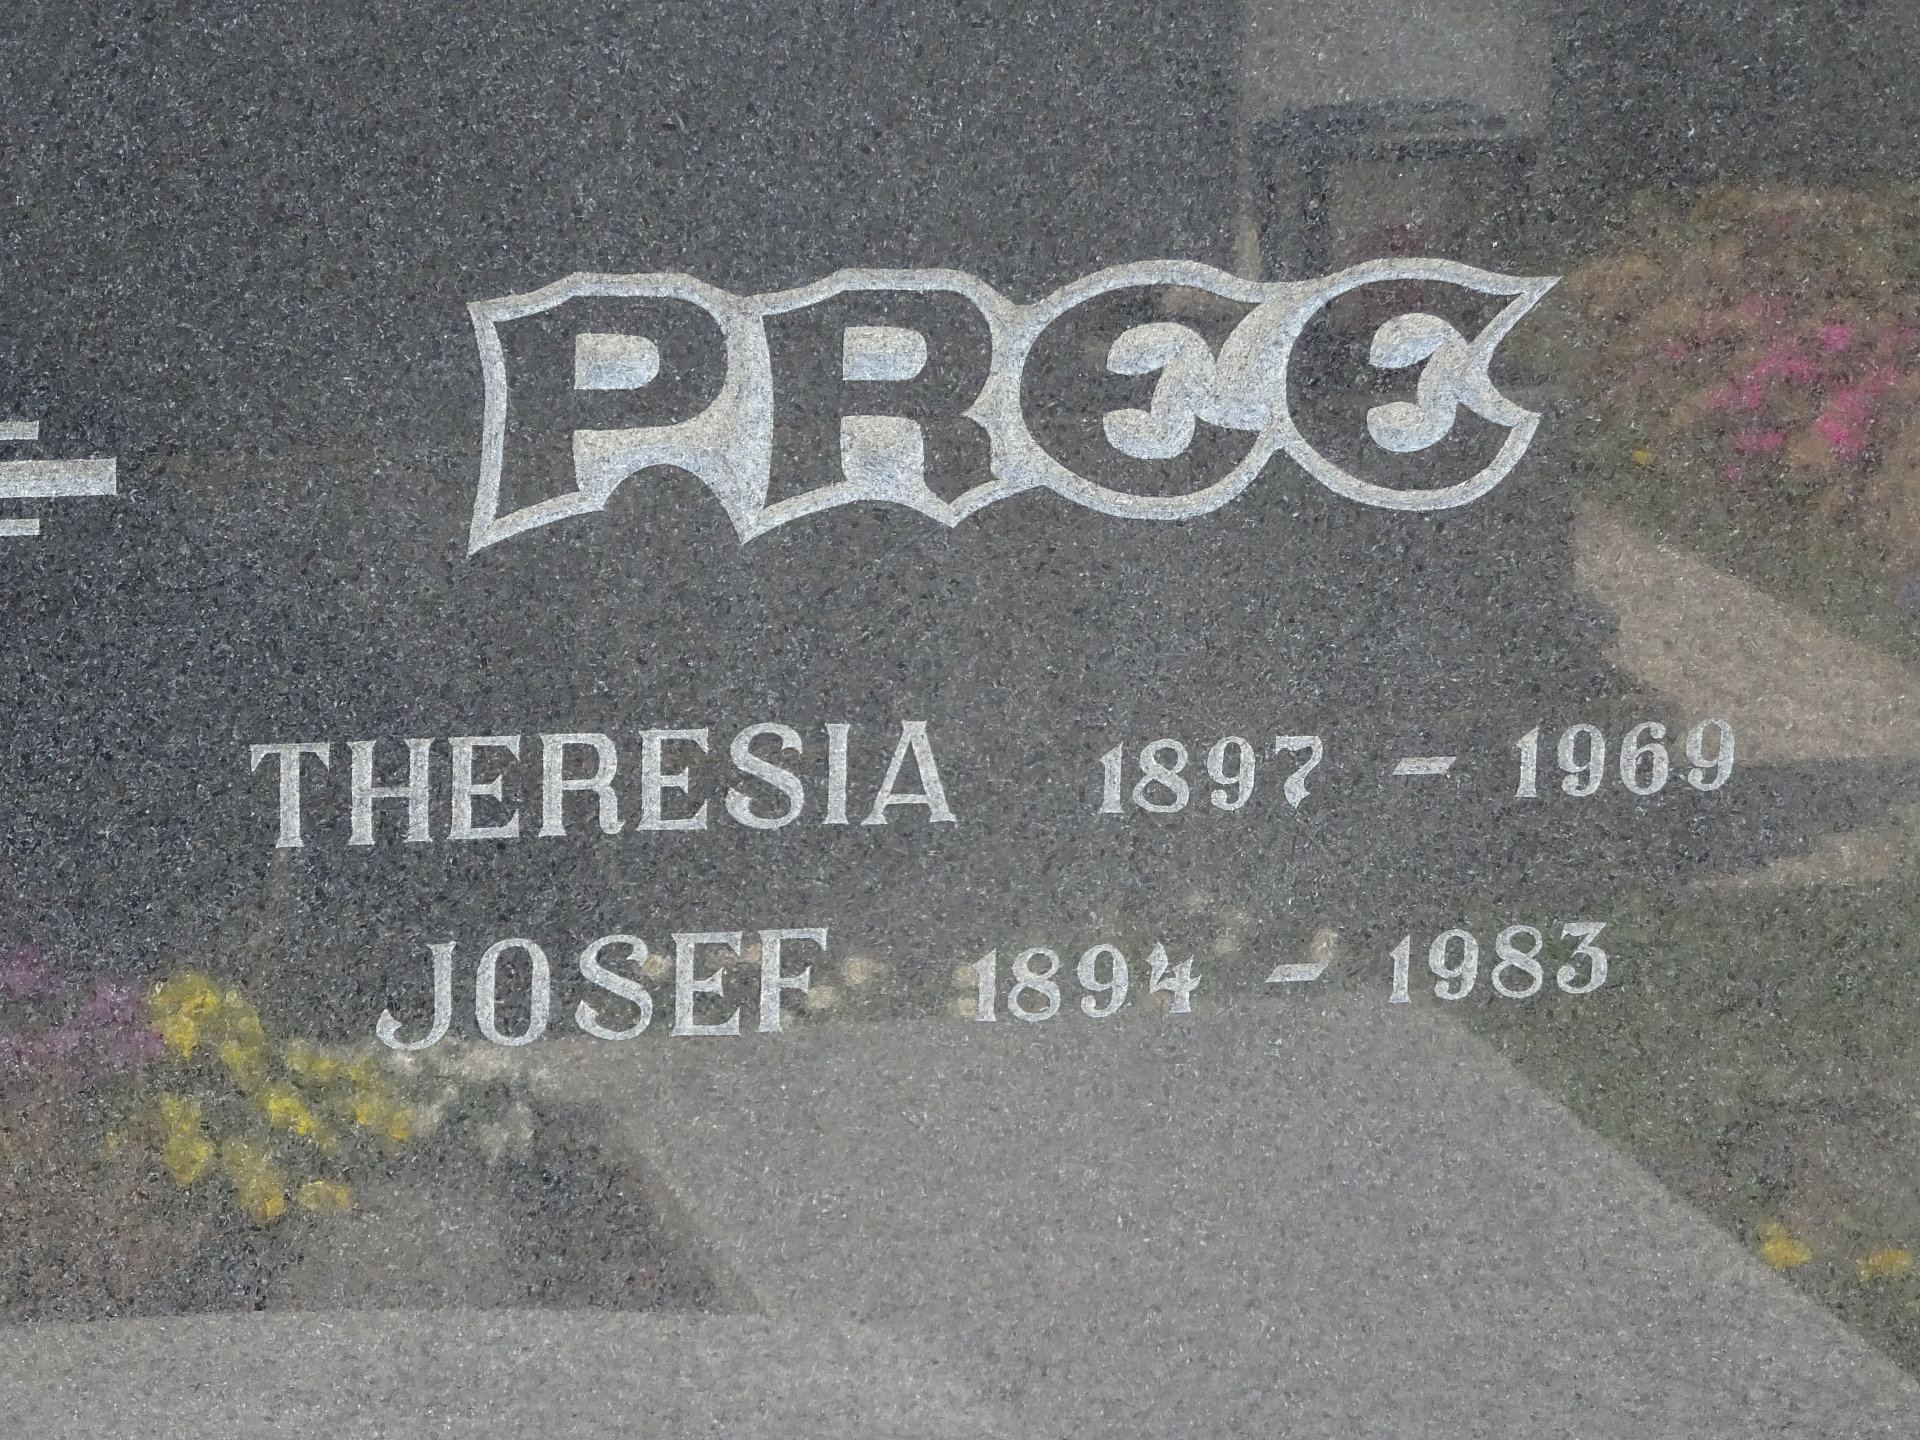 PREE
THERESIA 1897 - 1969
JOSEF 1894 - 1983